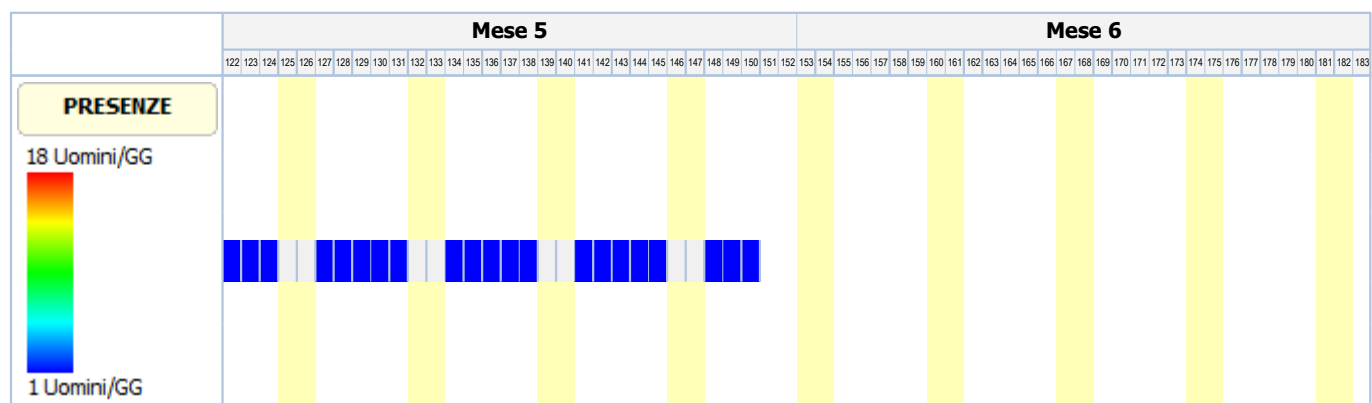 Mese 5 Mese 6
122 123 124 125 126 127 128 129 130 131 132 133 134 135 136 137 138 139 140 141 142 143 144 145 146 147 148 149 150 151 152 153 154 155 156 157 158 159 160 161 162 163 164 165 166 167 168 169 170 171 172 173 174 175 176 177 178 179 180 181 182 183
PRESENZE
18 Uomini/GG
1 Uomini/GG